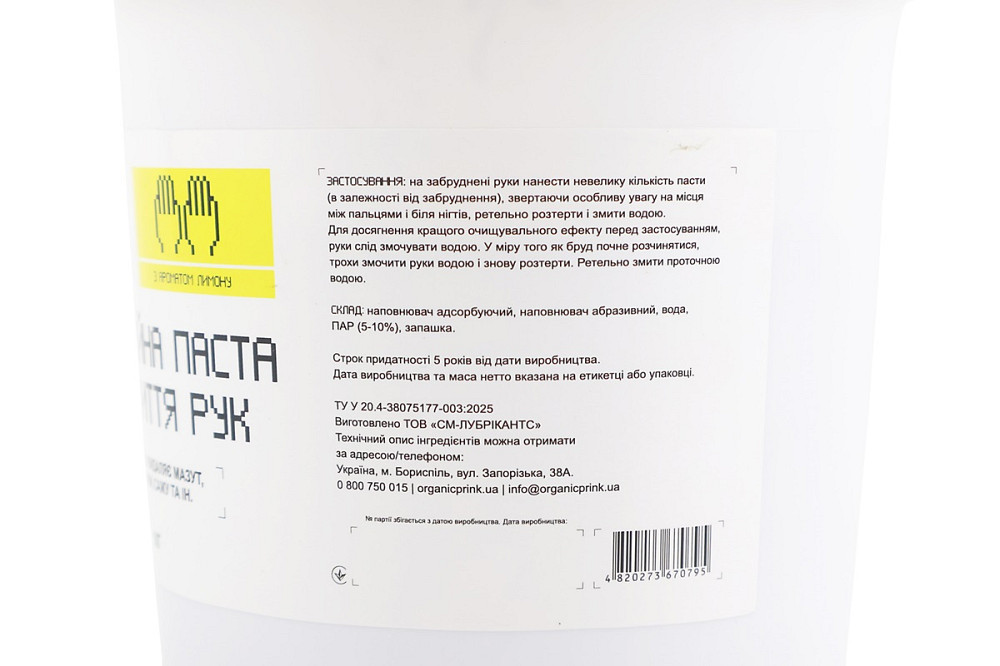 З АРОМАТОМ ЛИМОНУ
ПАСТА
РУК
МАЗУТ,
САЖУ ТА ІН.
ЗАСТОСУВАННЯ: на забруднені руки нанести невелику кількість пасти
(в залежності від забруднення), звертаючи особливу увагу на місця
між пальцями і біля нігтів, ретельно розтерти і змити водою.
Для досягнення кращого очищувального ефекту перед застосуванням,
руки слід змочувати водою. У міру того як бруд почне розчинятися,
трохи змочити руки водою і знову розтерти. Ретельно змити проточною
водою.
СКЛАД: наповнювач адсорбуючий, наповнювач абразивний, вода,
ПАР (5-10%), запашка.
Строк придатності 5 років від дати виробництва.
Дата виробництва та маса нетто вказана на етикетці або упаковці.
ТУ У 20.4-38075177-003:2025
Виготовлено ТОВ «СМ-ЛУБРІКАНТС»
Технічний опис інгредієнтів можна отримати
за адресою/телефоном:
Україна, м. Бориспіль, вул. Запорізька, 38А.
0 800 750 015 | organicprink.ua | info@organicprink.ua
№ партії збігається з датою виробництва. Дата виробництва:
4 820273 670795